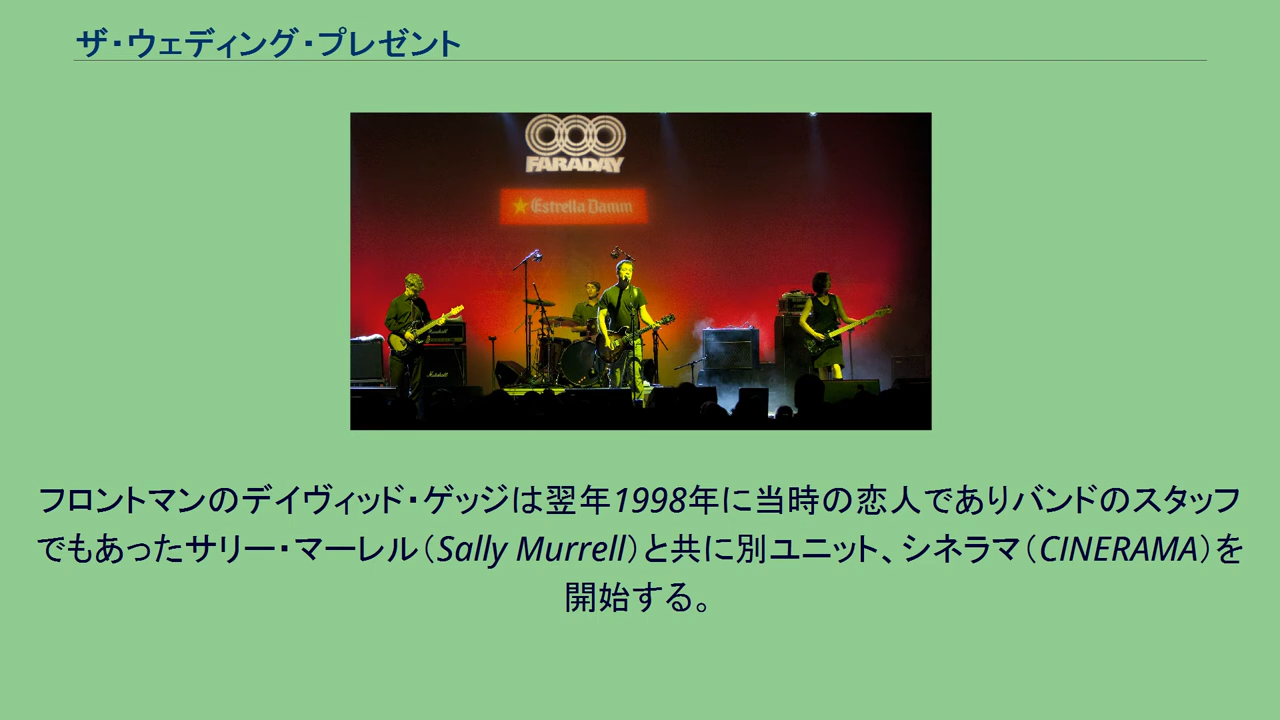 ザ・ウェディング・プレゼント
FARADAY
Estrella Damm
Marshall
Marshall
フロントマンのデイヴィッド・ゲッジは翌年1998年に当時の恋人でありバンドのスタッフ
でもあったサリー・マーレル（Sally Murrell）と共に別ユニット、シネラマ（CINERAMA）を
開始する。